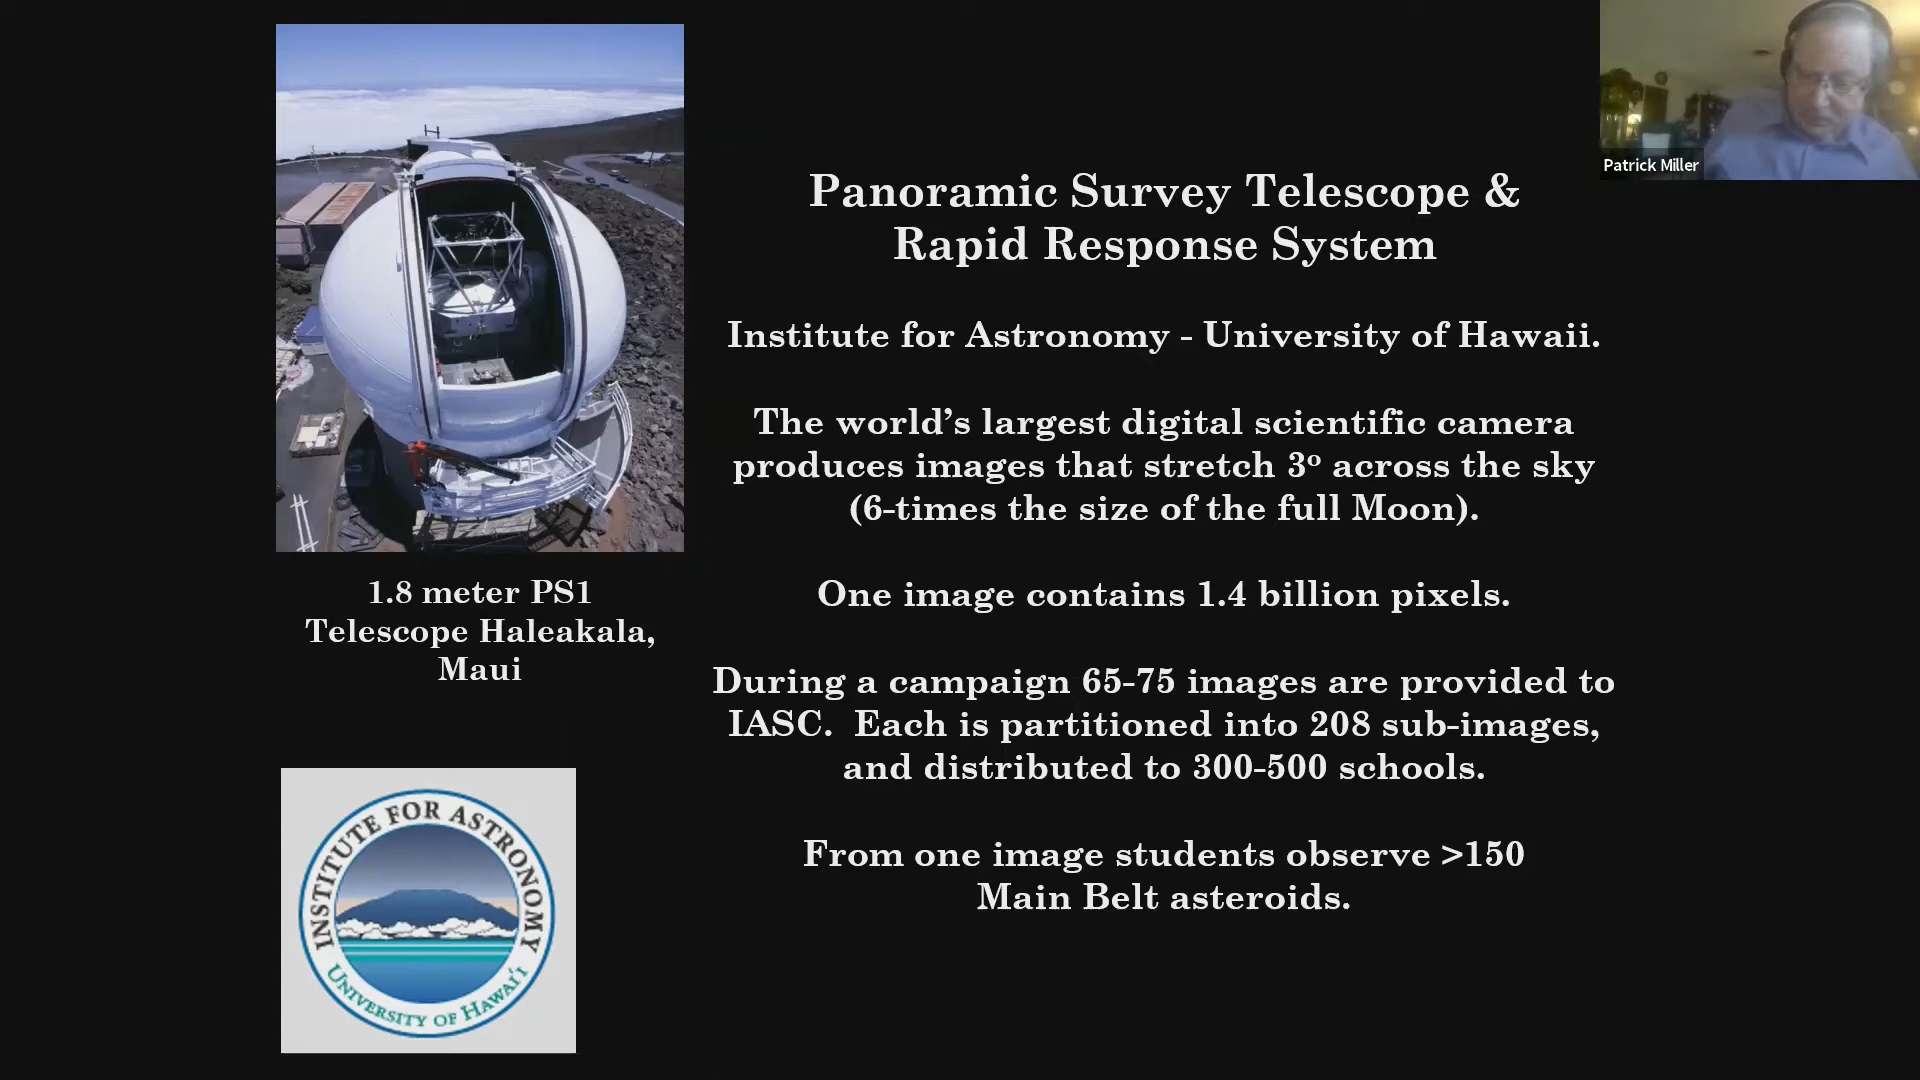 Patrick Miller
Panoramic Survey Telescope &
Rapid Response System
Institute for Astronomy - University of Hawaii.
The world’s largest digital scientific camera
produces images that stretch 3º across the sky
(6-times the size of the full Moon).
One image contains 1.4 billion pixels.
During a campaign 65-75 images are provided to
IASC.  Each is partitioned into 208 sub-images,
and distributed to 300-500 schools.
From one image students observe >150
Main Belt asteroids.
1.8 meter PS1
Telescope Haleakala,
Maui
INSTITUTE FOR ASTRONOMY
UNIVERSITY OF HAWAI'I